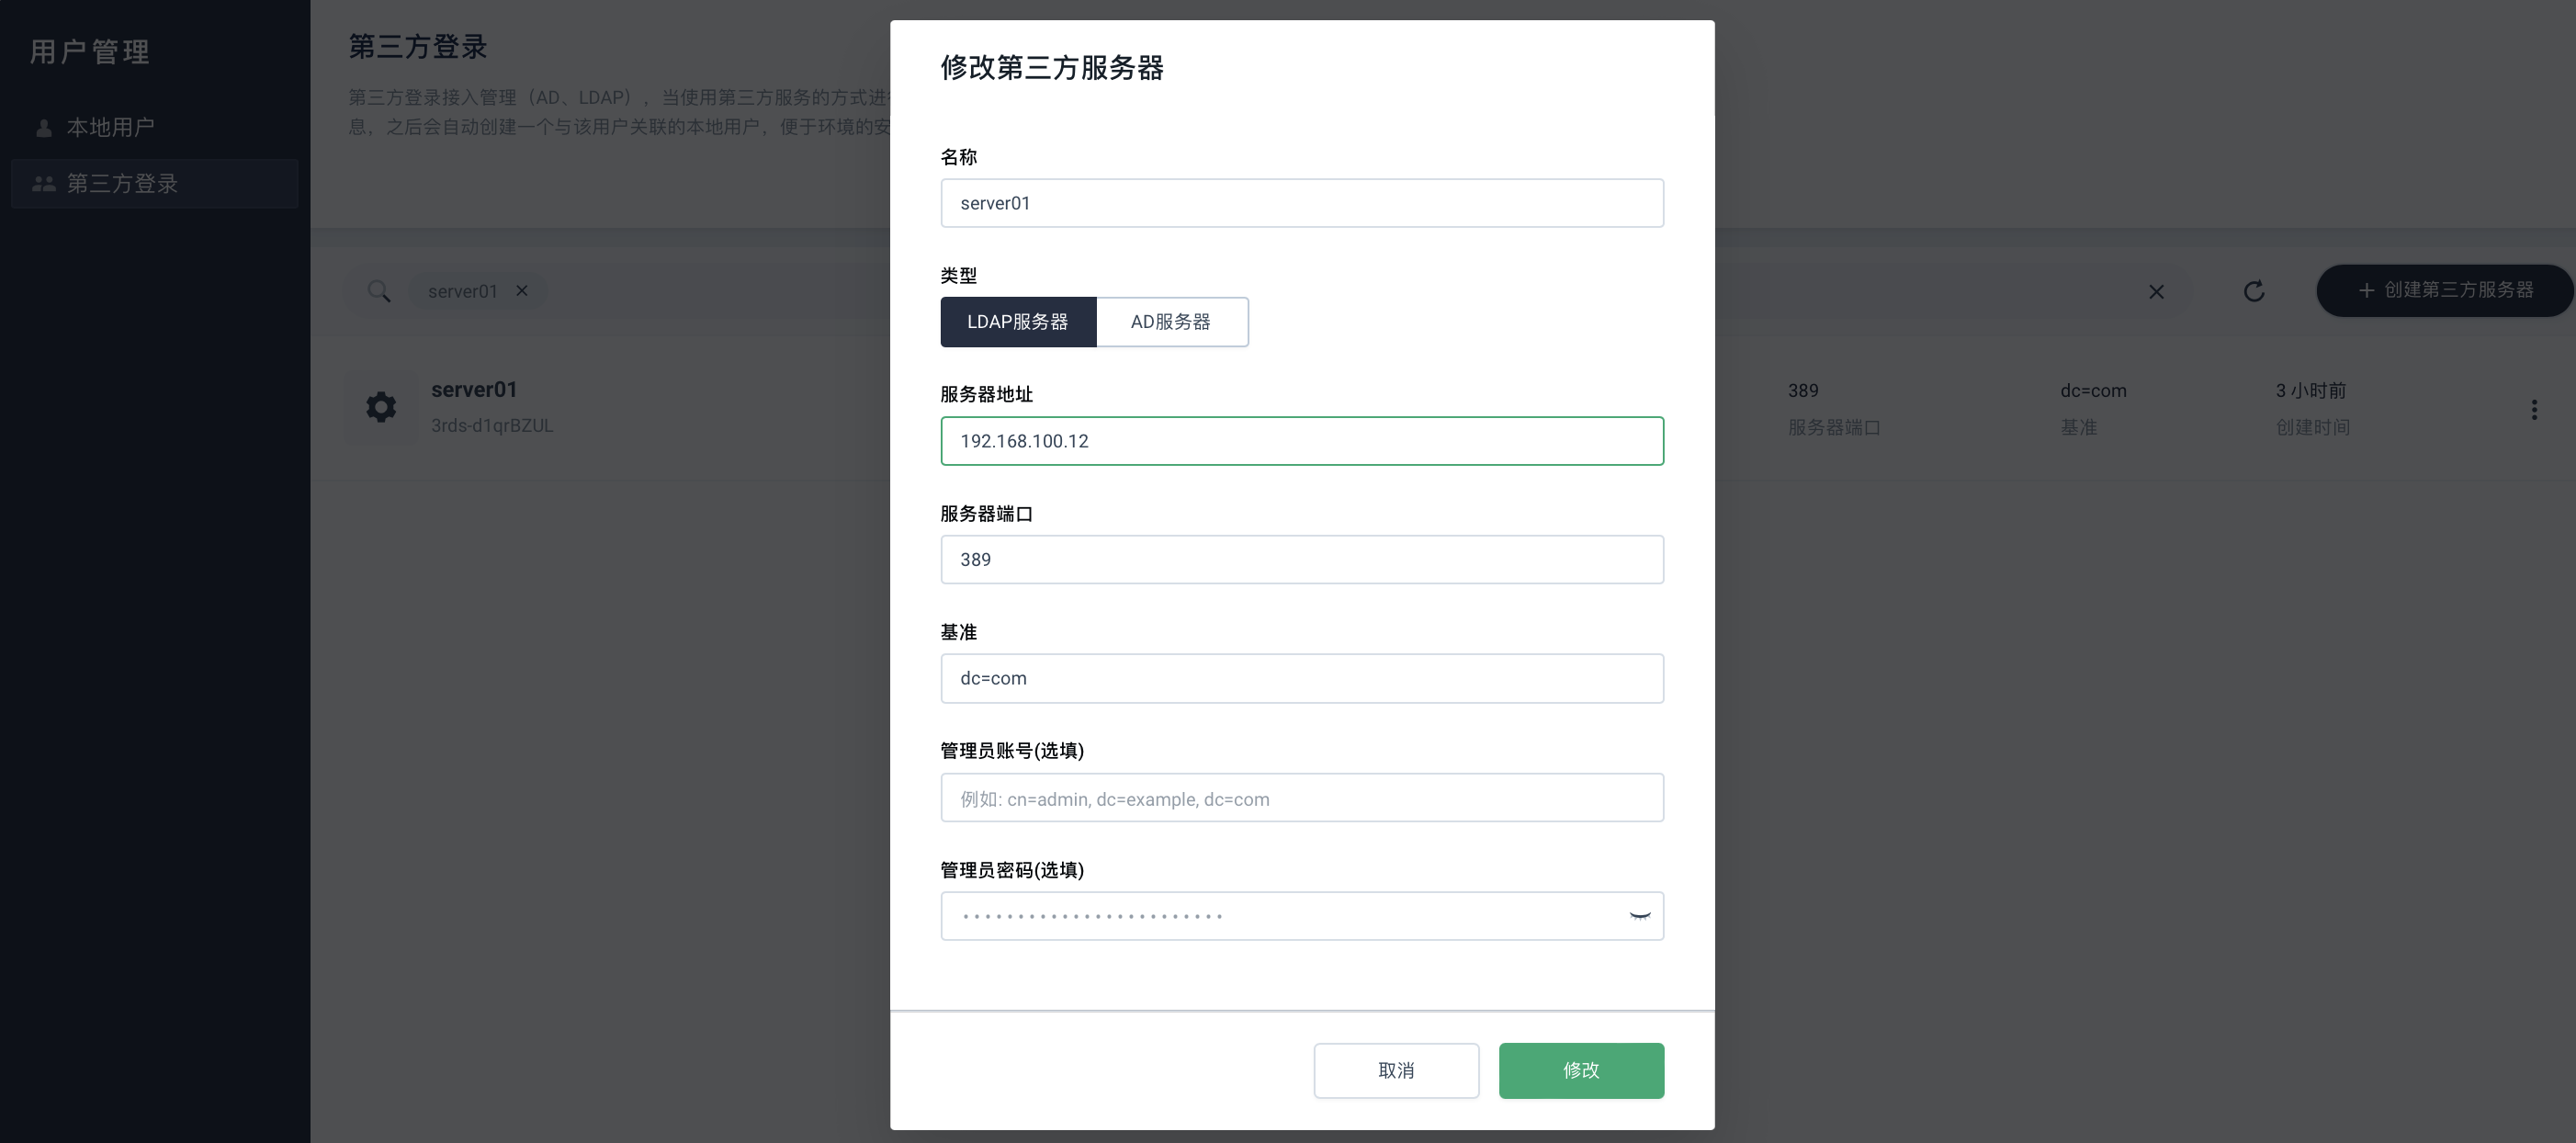 用户管理
本地用户
第三方登录
第三方登录
第三方登录接入管理（AD、LDAP），当使用第三方服务的方式进
息，之后会自动创建一个与该用户关联的本地用户，便于环境的安
server01
创建第三方服务器
server01
3rds-d1qrBZUL
389
服务器端口
dc=com
基准
3 小时前
创建时间
修改第三方服务器
名称
server01
类型
LDAP服务器
AD服务器
服务器地址
192.168.100.12
服务器端口
389
基准
dc=com
管理员账号(选填)
例如: cn=admin, dc=example, dc=com
管理员密码(选填)
取消
修改